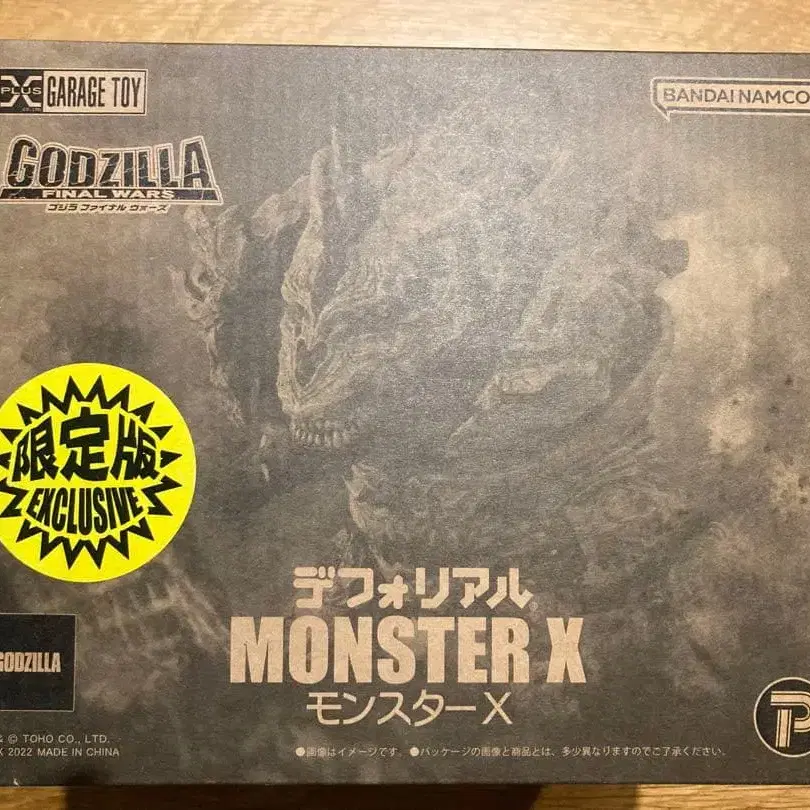 PLUS
GARAGE TOY
BANDAI NAMCO
GODZILLA
FINAL WARS
ゴジラ ファイナル ウォーズ
限定版
EXCLUSIVE
デフォリアル
MONSTER X
モンスターX
GODZILLA
& © TOHO CO., LTD.
X 2022 MADE IN CHINA
●画像はイメージです。 ●パッケージの画像と商品とは、多少異なりますのでご了承ください。
P